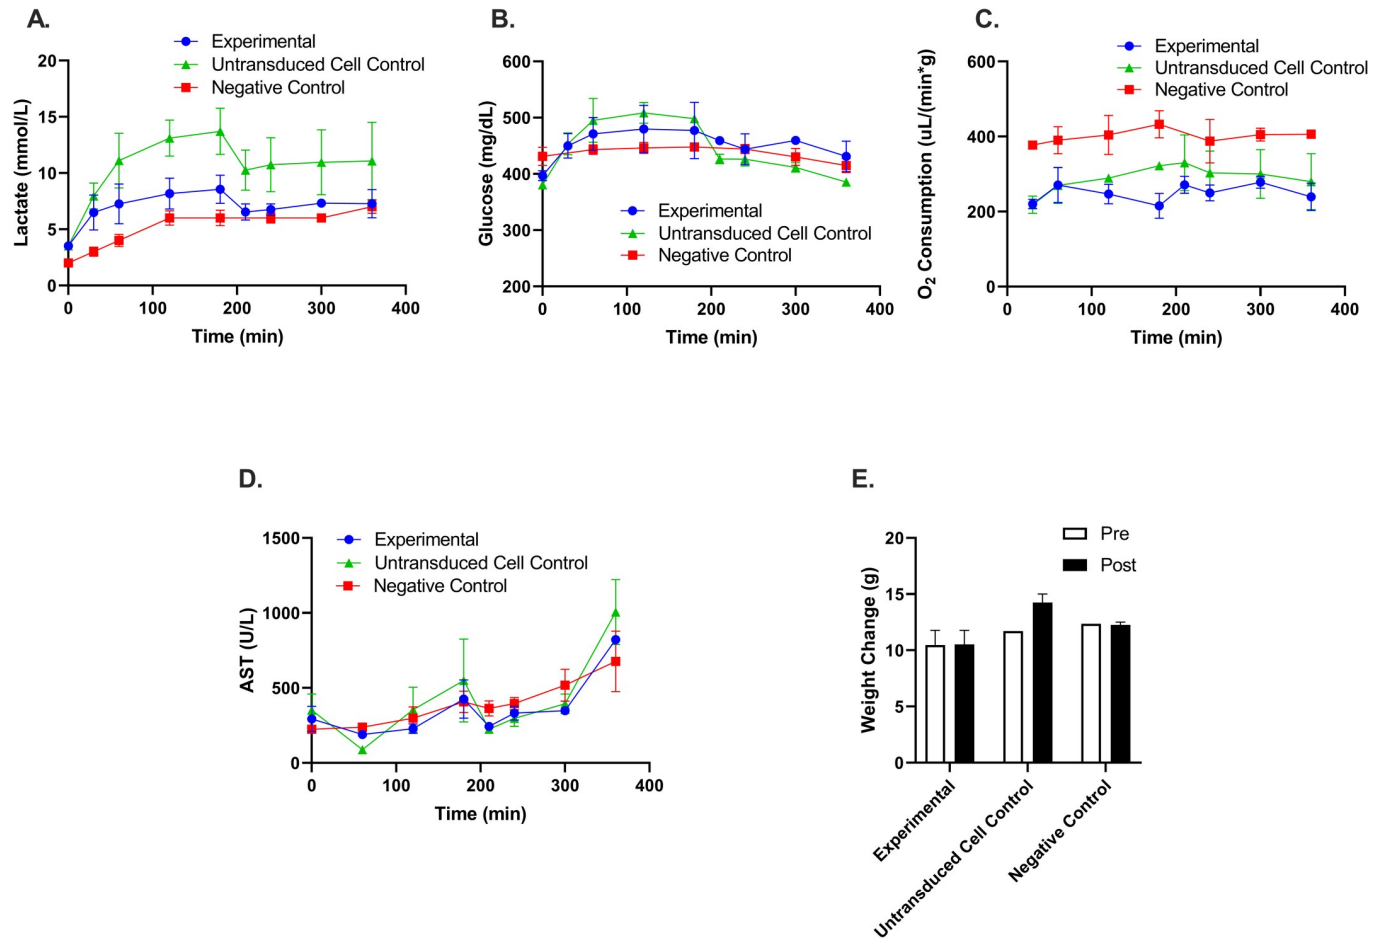 A.
Experimental
Untransduced Cell Control
Negative Control
20
15
10
5
0
Lactate (mmol/L)
0 100 200 300 400
Time (min)
B.
600
500
400
300
200
Glucose (mg/dL)
Experimental
Untransduced Cell Control
Negative Control
0 100 200 300 400
Time (min)
C.
Experimental
Untransduced Cell Control
Negative Control
600
400
200
0
O2 Consumption (uL/(min*g)
0 100 200 300 400
Time (min)
D.
Experimental
Untransduced Cell Control
Negative Control
1500
1000
500
0
AST (U/L)
0 100 200 300 400
Time (min)
E.
Pre
Post
20
15
10
5
0
Weight Change (g)
Experimental
Untransduced Cell Control
Negative Control